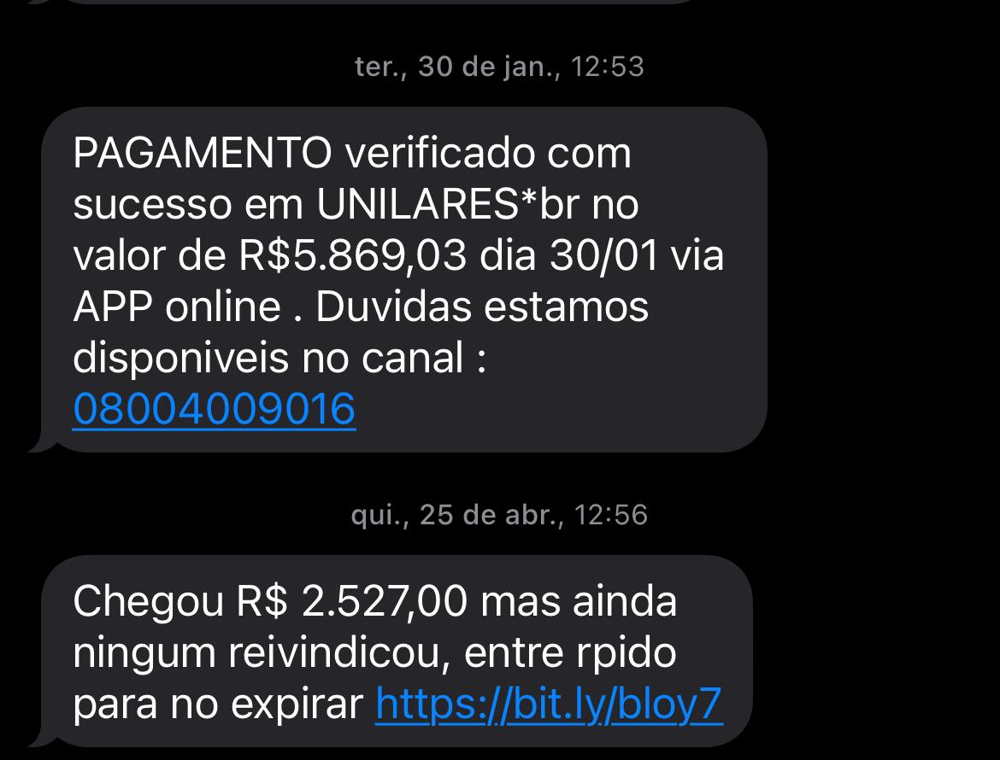 ter., 30 de jan., 12:53
PAGAMENTO verificado com
sucesso em UNILARES*br no
valor de R$5.869,03 dia 30/01 via
APP online . Duvidas estamos
disponiveis no canal :
08004009016
qui., 25 de abr., 12:56
Chegou R$ 2.527,00 mas ainda
ningum reivindicou, entre rpido
para no expirar https://bit.ly/bloy7